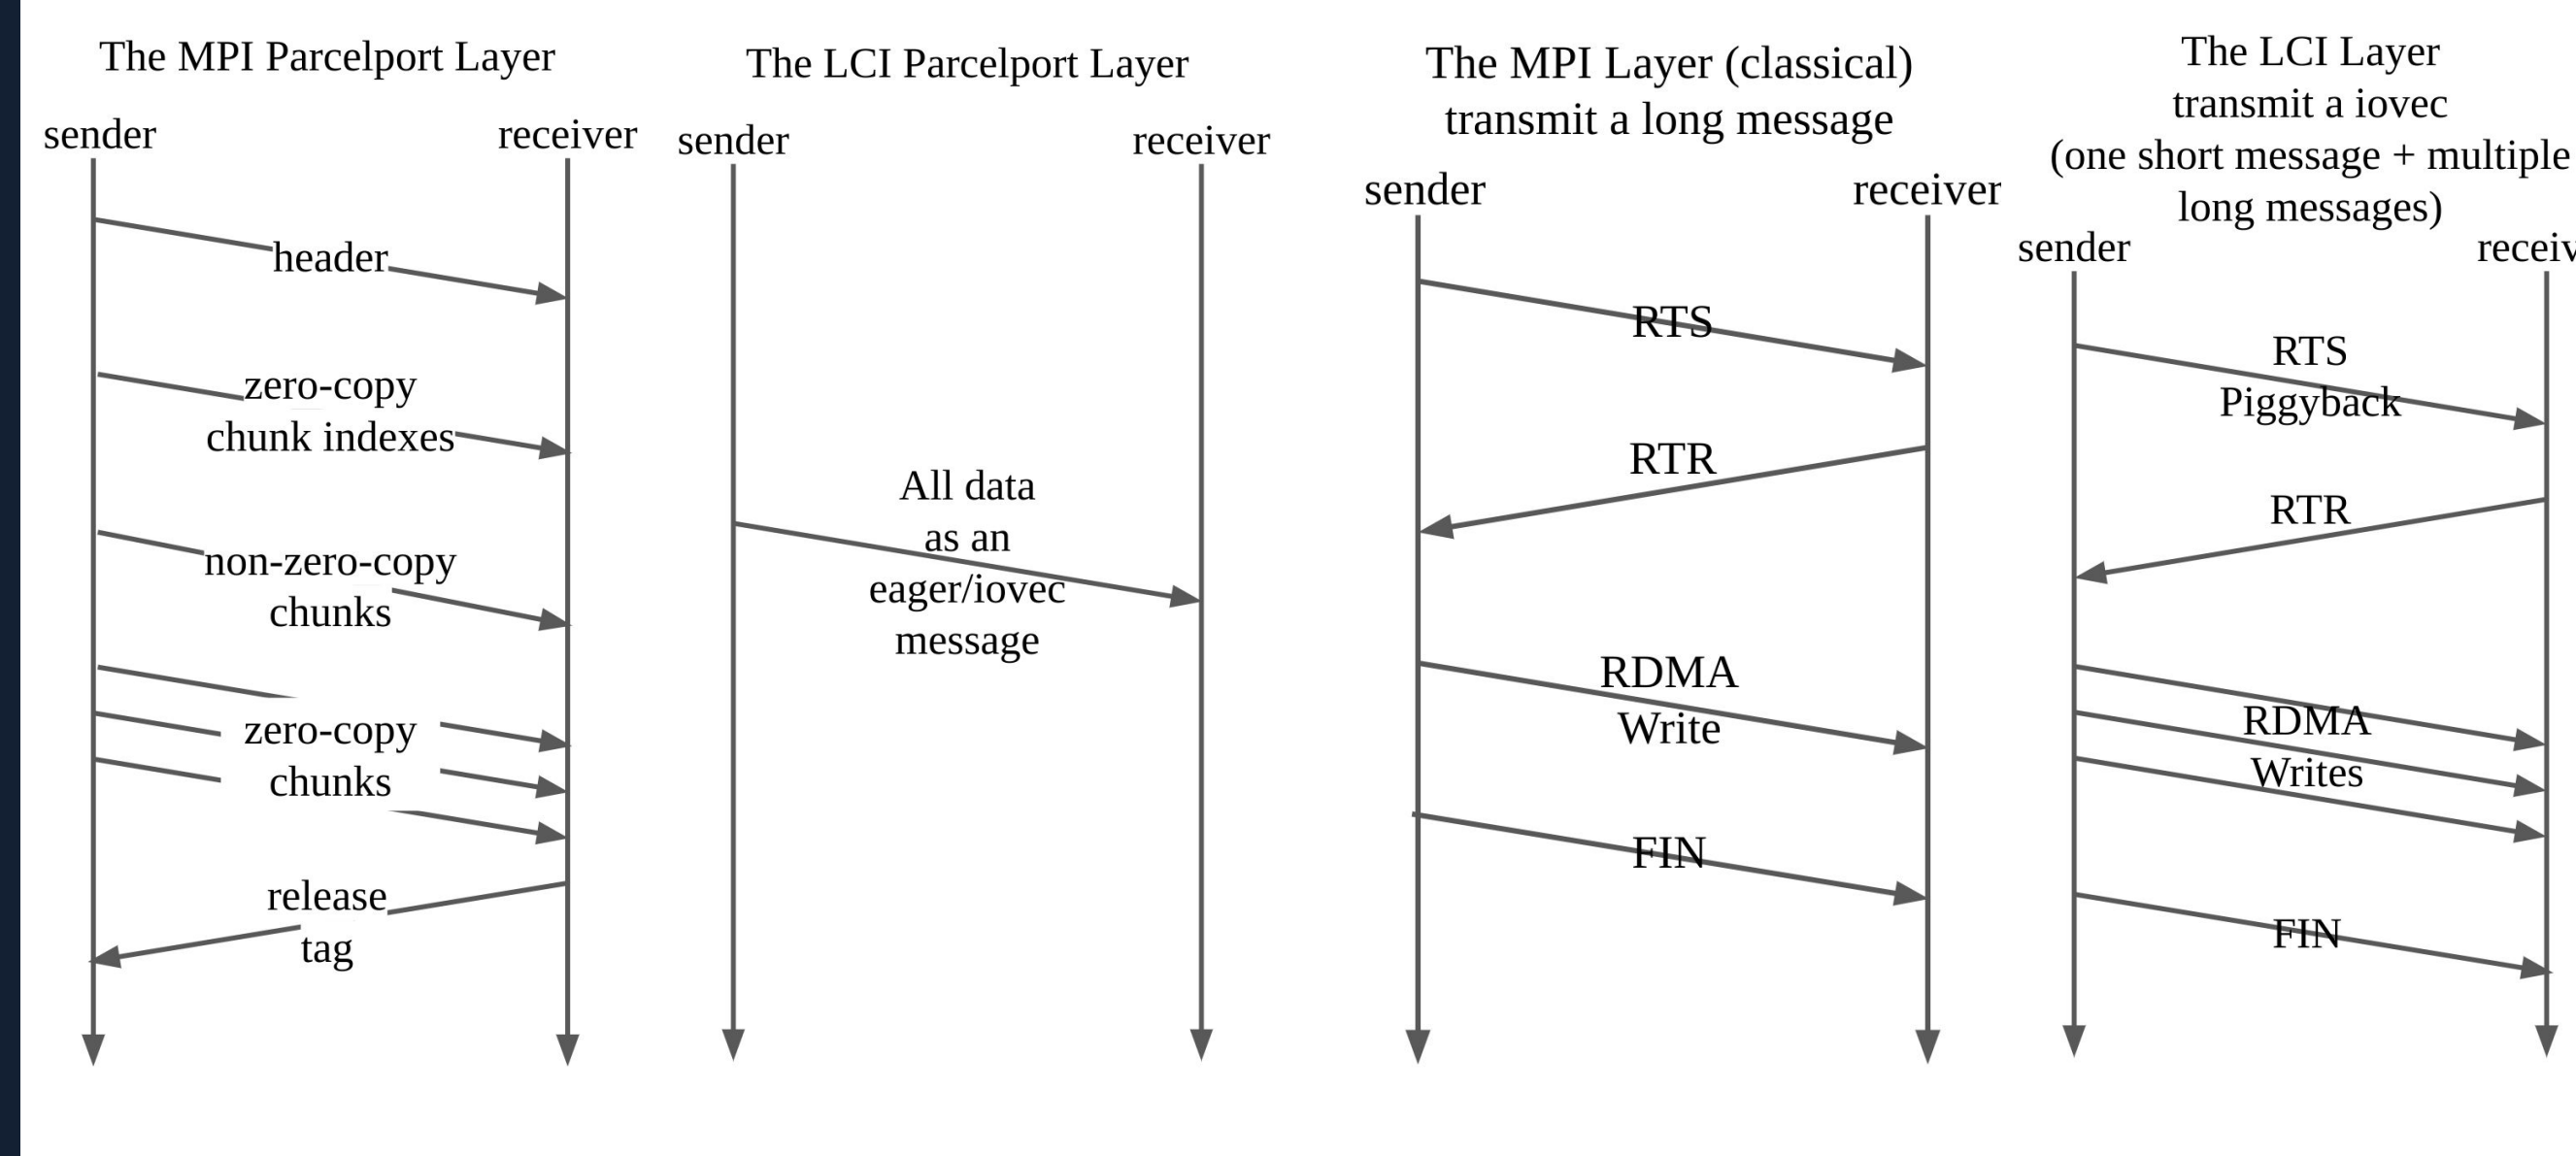 The MPI Parcelport Layer
sender
receiver
header
zero-copy
chunk indexes
non-zero-copy
chunks
zero-copy
chunks
release
tag
The LCI Parcelport Layer
sender
receiver
All data
as an
eager/iovec
message
The MPI Layer (classical)
transmit a long message
sender
receiver
RTS
RTR
RDMA
Write
FIN
The LCI Layer
transmit a iovec
(one short message + multiple
long messages)
sender
receiv
RTS
Piggyback
RTR
RDMA
Writes
FIN